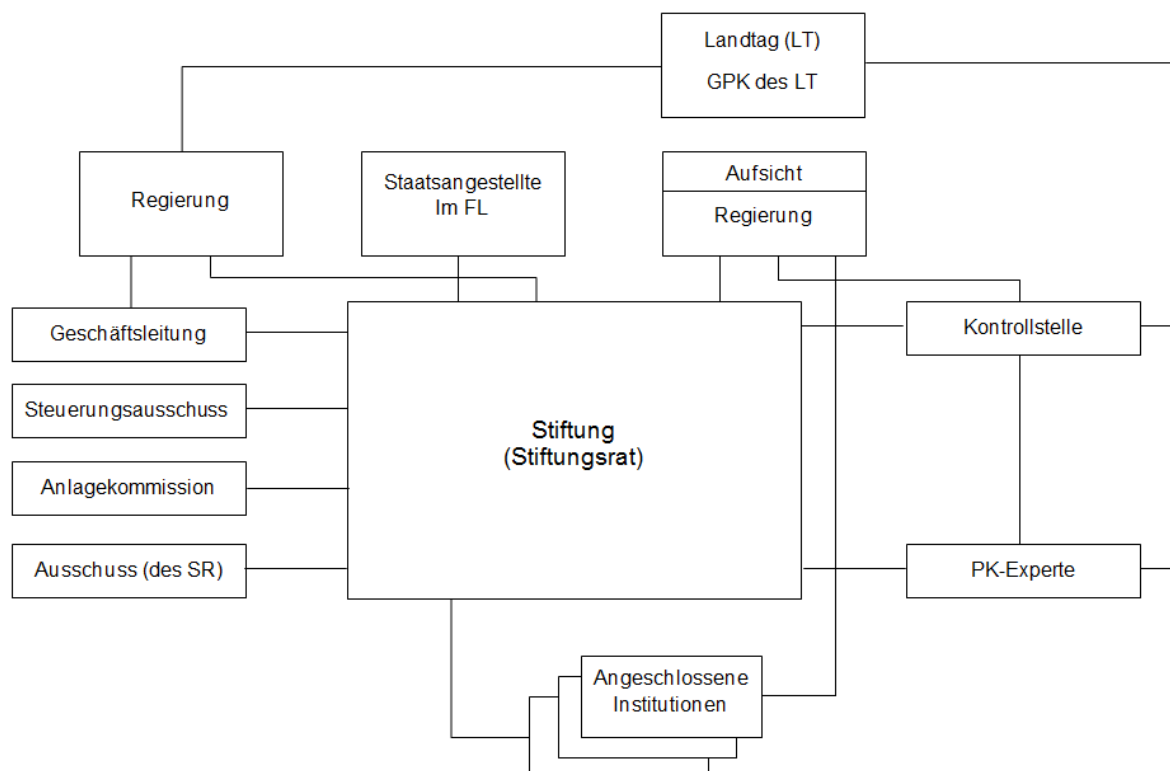 Landtag (LT)
GPK des LT
Regierung
Staatsangestellte
Im FL
Aufsicht
Regierung
Geschäftsleitung
Kontrollstelle
Steuerungsausschuss
Stiftung
(Stiftungsrat)
Anlagekommission
Ausschuss (des SR)
PK-Experte
Angeschlossene
Institutionen